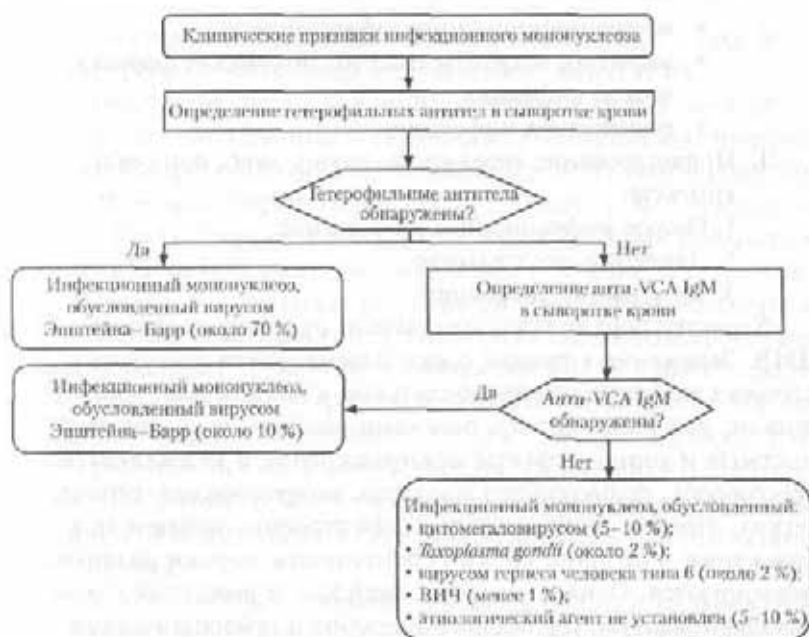 Клинические признаки инфекционного мононуклеоза
Определение гетерофильных антител в сыворотке крови
Гетерофильные антитела
обнаружены?
Да
Нет
Инфекционный мононуклеоз,
обусловленный вирусом
Эпштейна–Барр (около 70 %)
Определение анти-VCA IgM
в сыворотке крови
Инфекционный мононуклеоз,
обусловленный вирусом
Эпштейна–Барр (около 10 %)
Да
Анти-VCA IgM
обнаружены?
Нет
Инфекционный мононуклеоз, обусловленный:
• цитомегаловирусом (5–10 %);
• Toxoplasma gondii (около 2 %);
• вирусом герпеса человека типа 6 (около 2 %);
• ВИЧ (менее 1 %);
• этиологический агент не установлен (5–10 %)